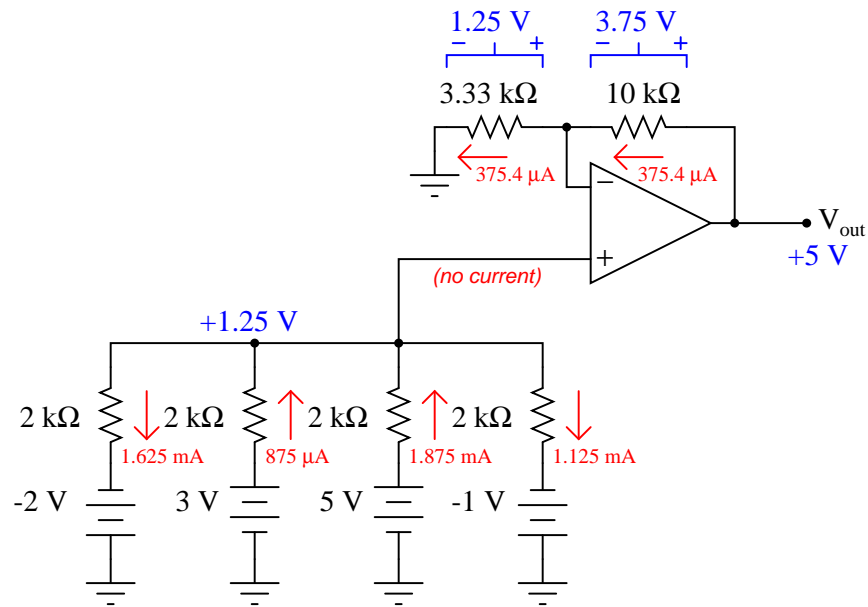 1.25 V 3.75 V
− + − +
3.33 kΩ 10 kΩ
375.4 μA 375.4 μA
−
V_out
+
+5 V
(no current)
+1.25 V
2 kΩ 2 kΩ 2 kΩ 2 kΩ
1.625 mA 875 μA 1.875 mA 1.125 mA
-2 V 3 V 5 V -1 V